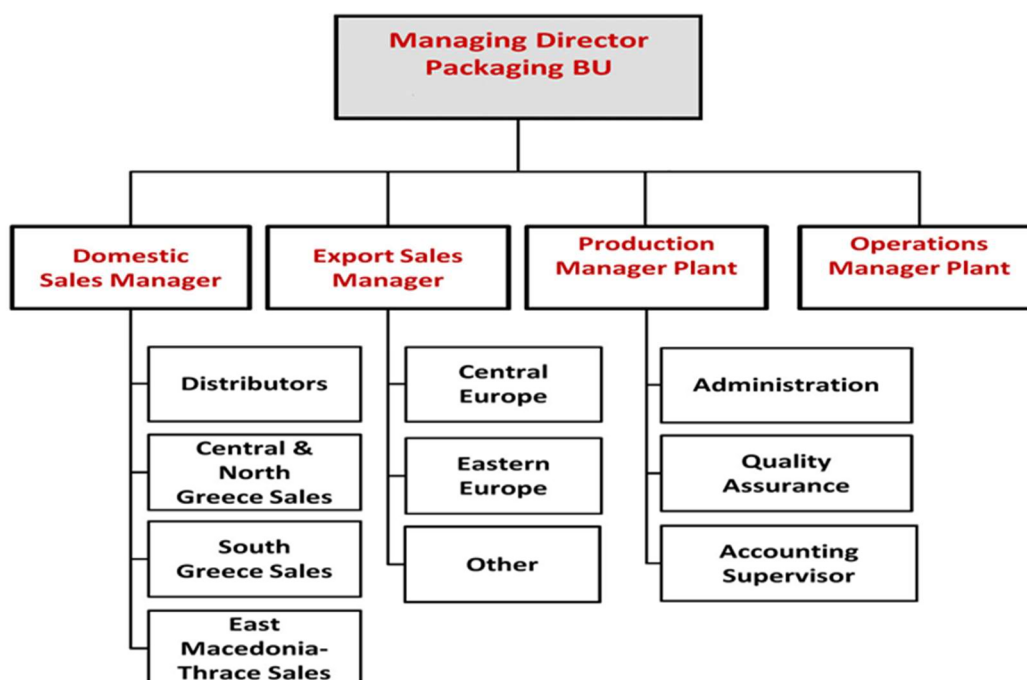 Managing Director
Packaging BU
Domestic
Sales Manager
Export Sales
Manager
Production
Manager Plant
Operations
Manager Plant
Distributors
Central &
North
Greece Sales
South
Greece Sales
East
Macedonia-
Thrace Sales
Central
Europe
Eastern
Europe
Other
Administration
Quality
Assurance
Accounting
Supervisor